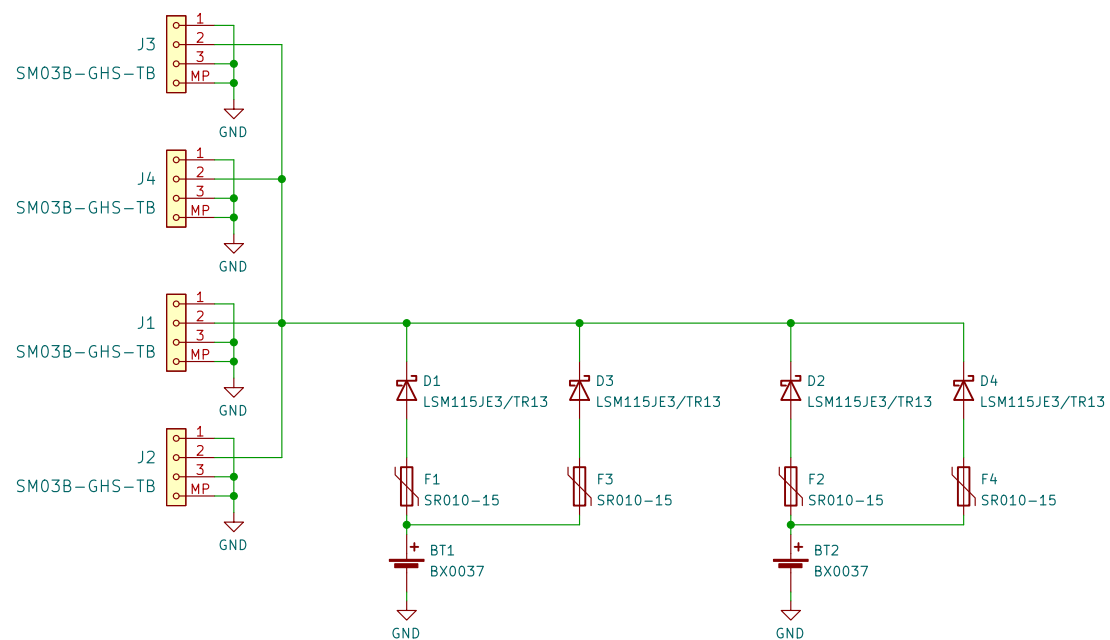 J3
SM03B-GHS-TB
1
2
3
MP
GND
J4
SM03B-GHS-TB
1
2
3
MP
GND
J1
SM03B-GHS-TB
1
2
3
MP
GND
J2
SM03B-GHS-TB
1
2
3
MP
GND
D1
LSM115JE3/TR13
D3
LSM115JE3/TR13
D2
LSM115JE3/TR13
D4
LSM115JE3/TR13
F1
SR010-15
F3
SR010-15
F2
SR010-15
F4
SR010-15
+
BT1
BX0037
GND
+
BT2
BX0037
GND